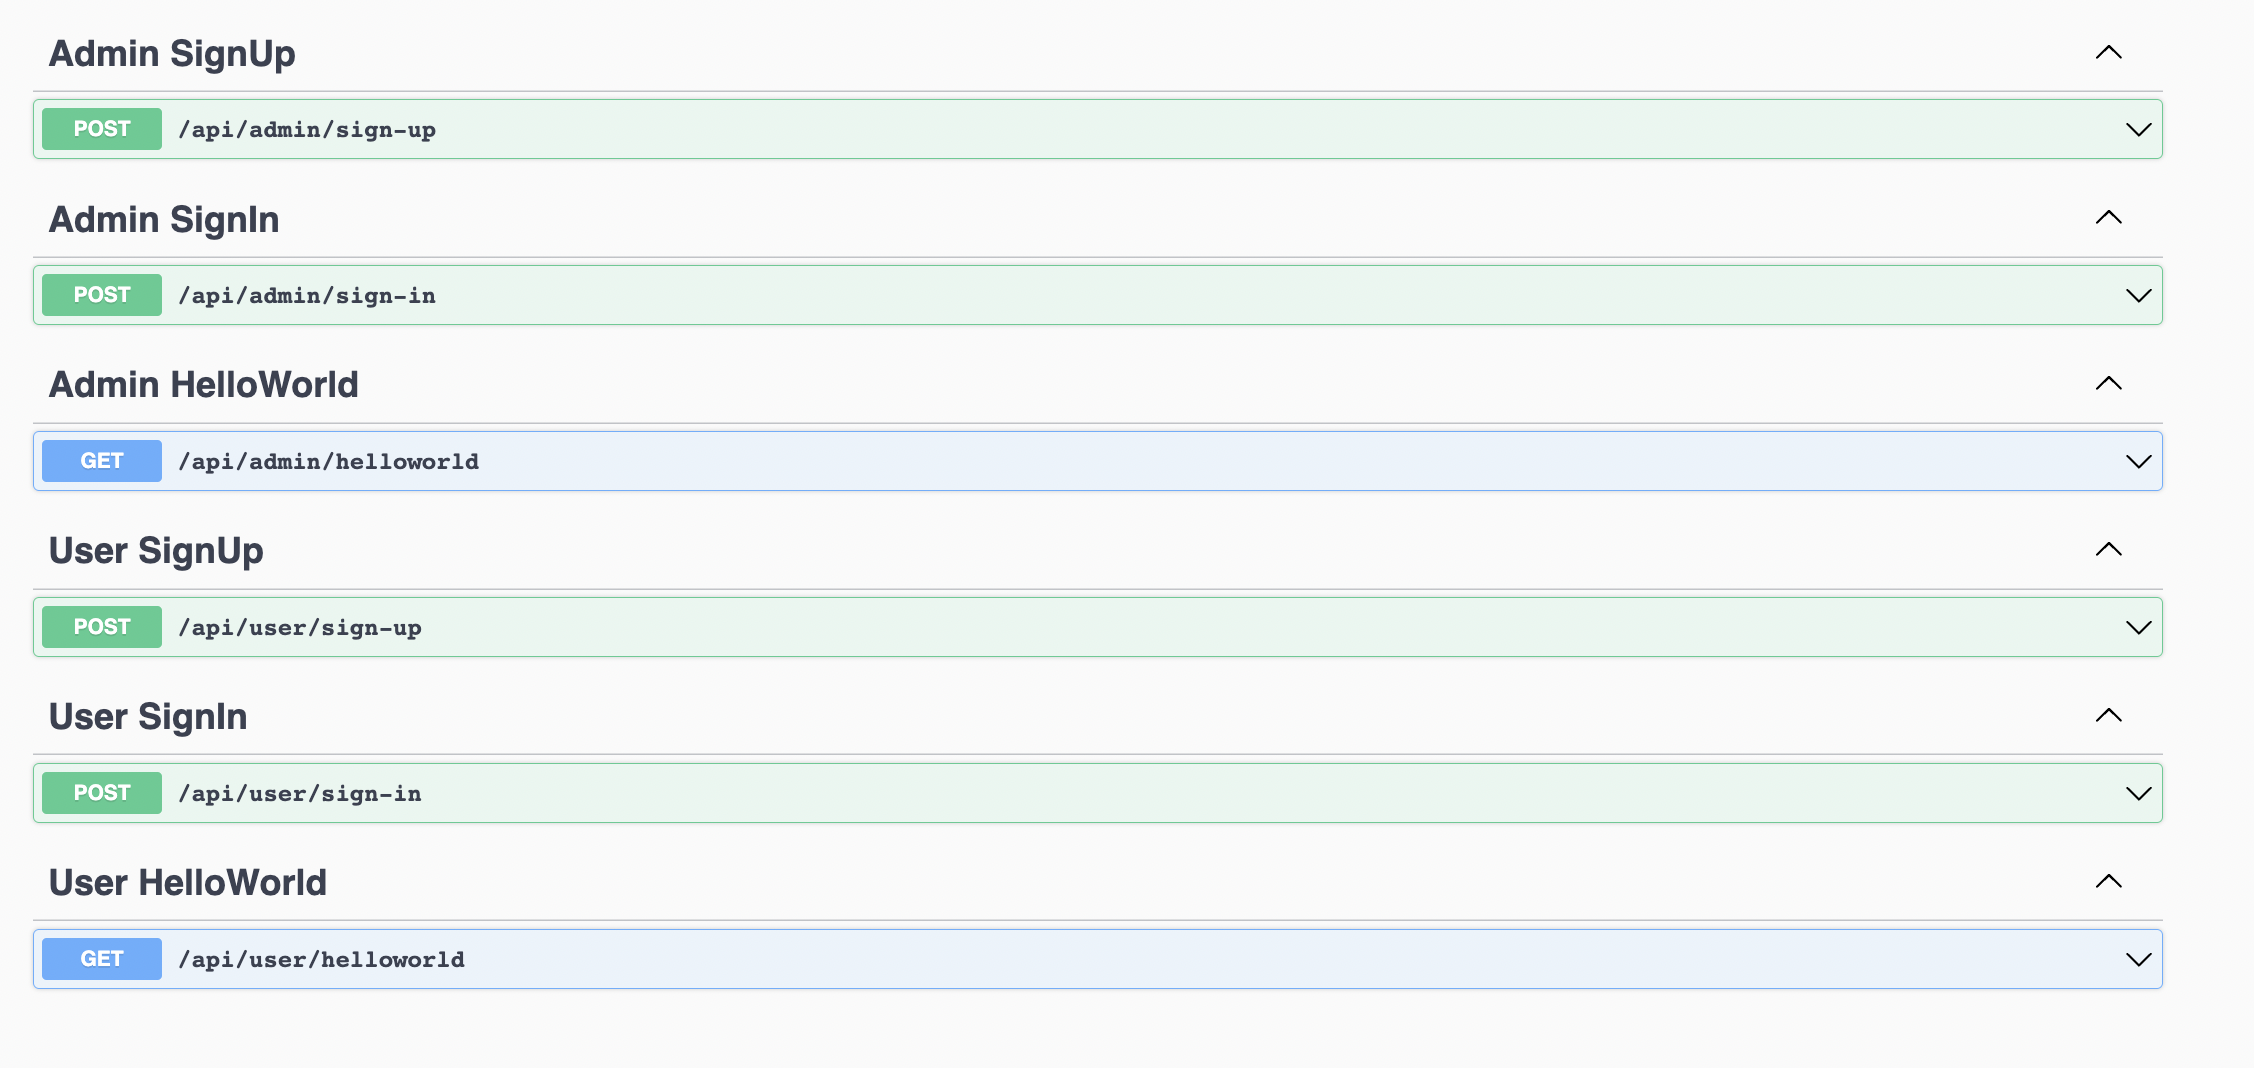 Admin SignUp
POST /api/admin/sign-up
Admin SignIn
POST /api/admin/sign-in
Admin HelloWorld
GET /api/admin/helloworld
User SignUp
POST /api/user/sign-up
User SignIn
POST /api/user/sign-in
User HelloWorld
GET /api/user/helloworld